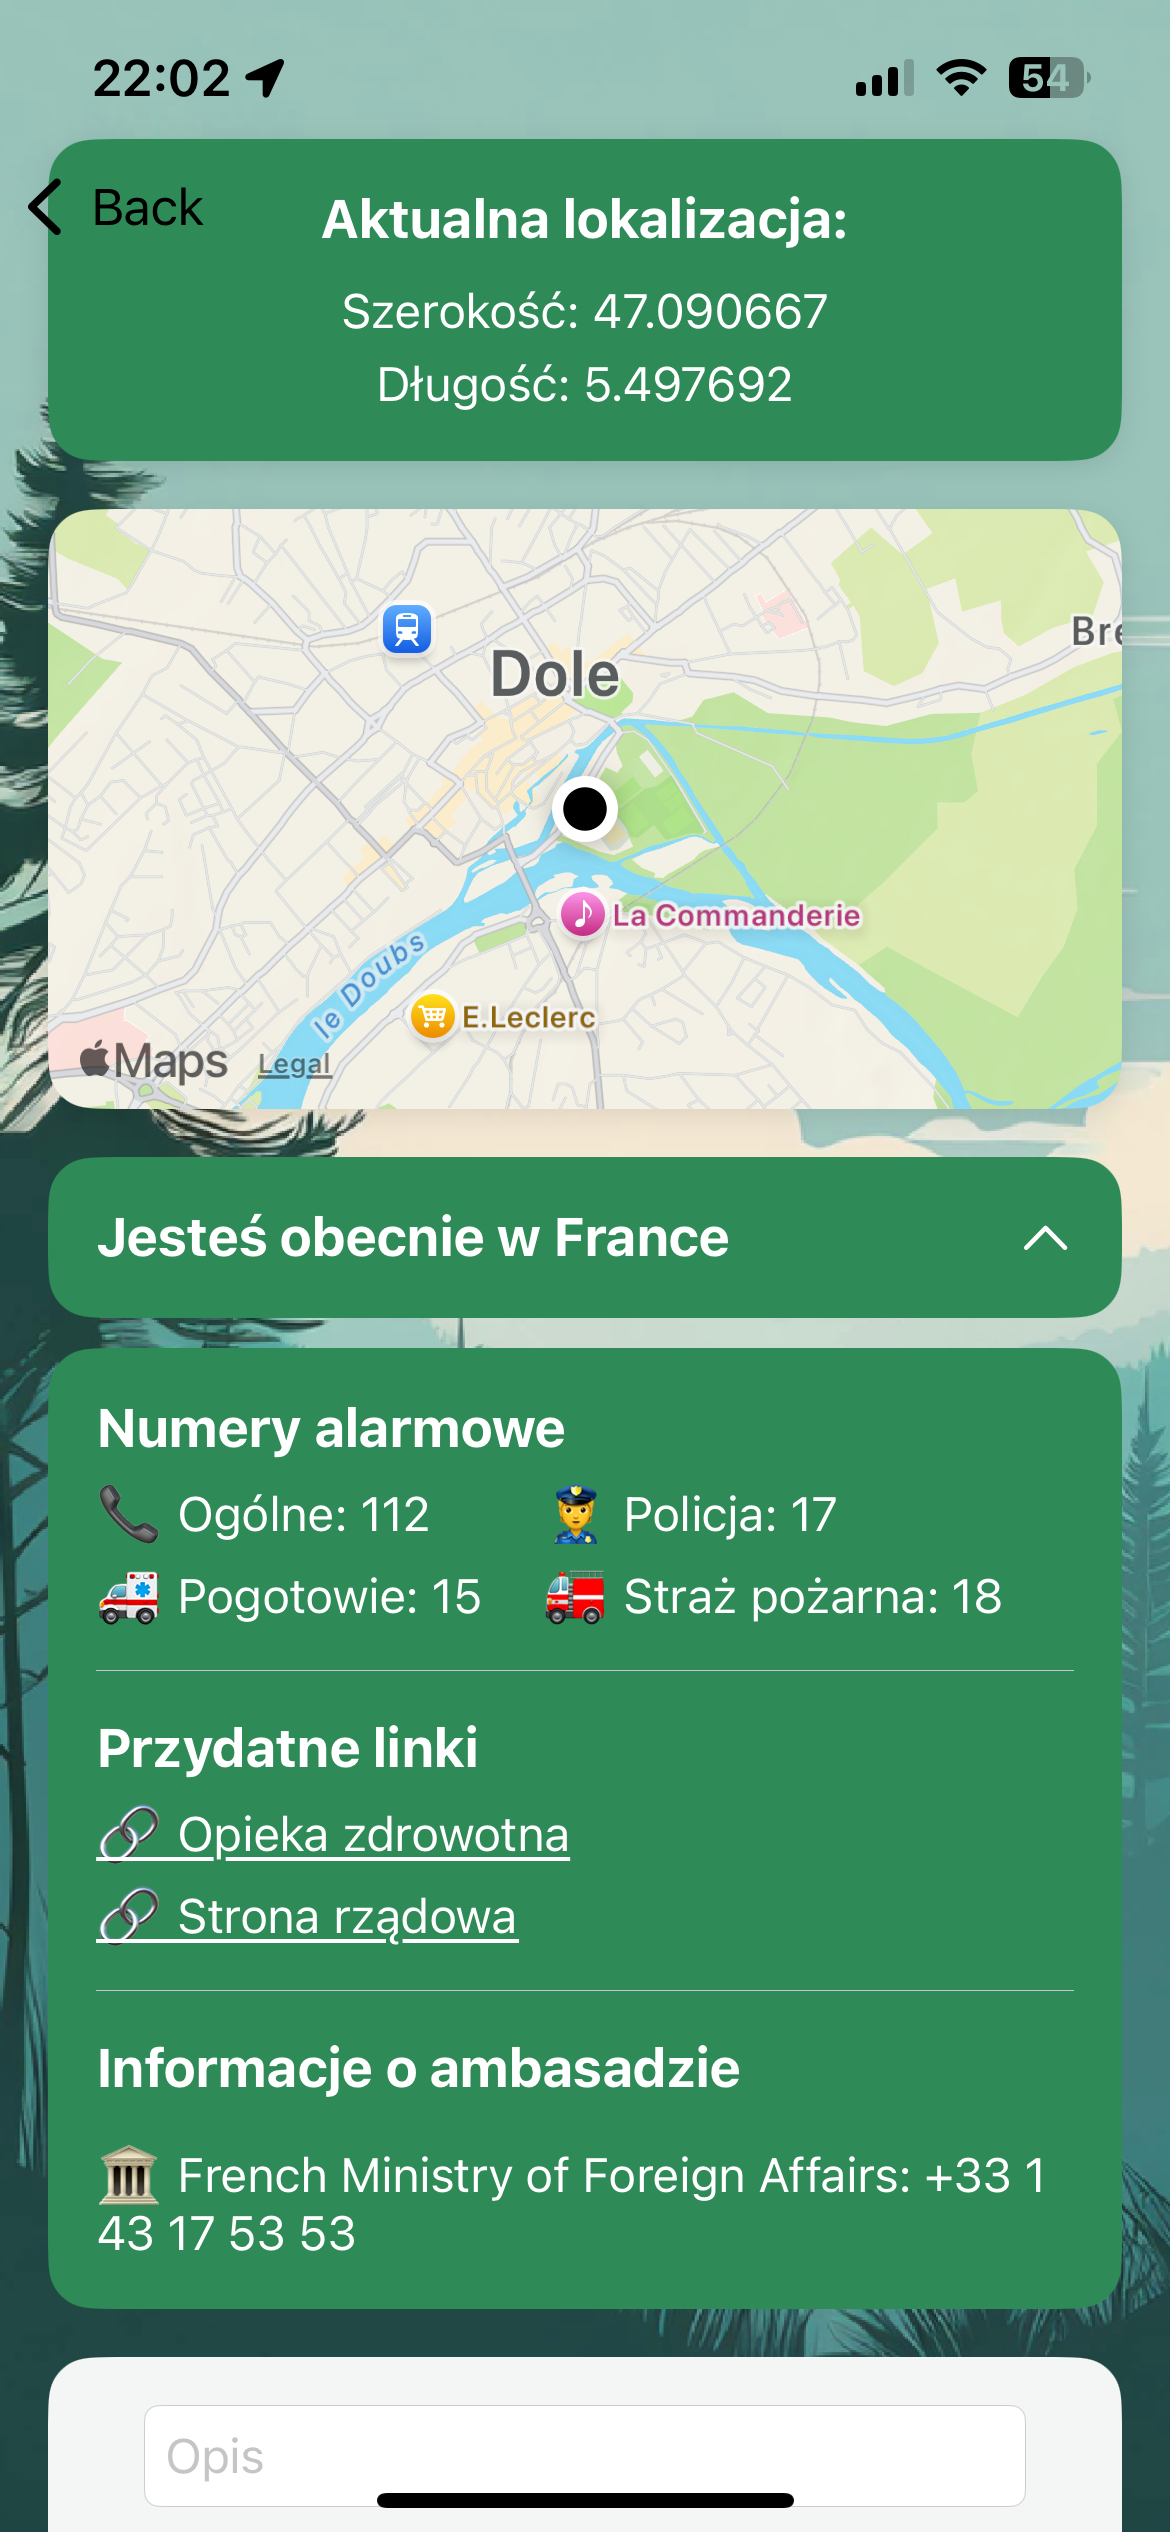 22:02
54
Back
Aktualna lokalizacja:
Szerokość: 47.090667
Długość: 5.497692
Bre
Dole
La Commanderie
le Doubs
E.Leclerc
Maps Legal
Jesteś obecnie w France
Numery alarmowe
Ogólne: 112
Policja: 17
Pogotowie: 15
Straż pożarna: 18
Przydatne linki
Opieka zdrowotna
Strona rządowa
Informacje o ambasadzie
French Ministry of Foreign Affairs: +33 1
43 17 53 53
Opis